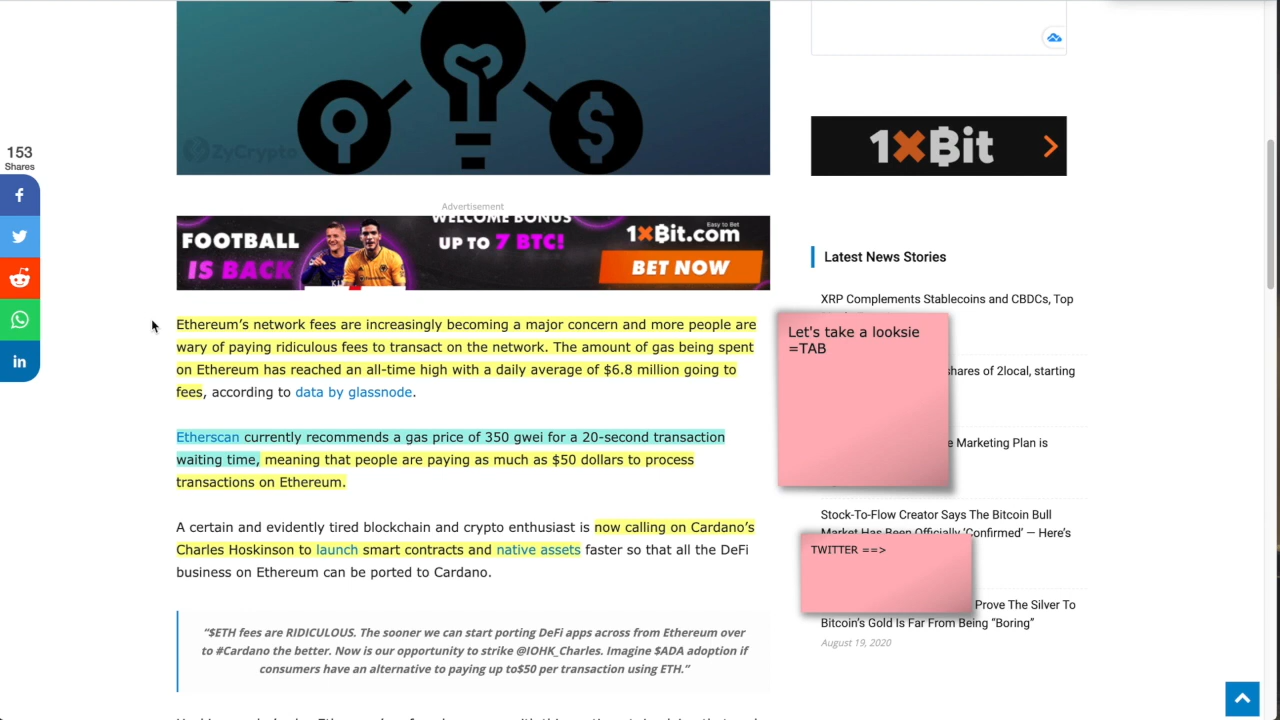 ZyCrypto
153
Shares
Advertisement
FOOTBALL
IS BACK
WELCOME BONUS
UP TO 7 BTC!
Easy to Bet
1xBit.com
BET NOW
Ethereum’s network fees are increasingly becoming a major concern and more people are
wary of paying ridiculous fees to transact on the network. The amount of gas being spent
on Ethereum has reached an all-time high with a daily average of $6.8 million going to
fees, according to data by glassnode.
Etherscan currently recommends a gas price of 350 gwei for a 20-second transaction
waiting time, meaning that people are paying as much as $50 dollars to process
transactions on Ethereum.
A certain and evidently tired blockchain and crypto enthusiast is now calling on Cardano’s
Charles Hoskinson to launch smart contracts and native assets faster so that all the DeFi
business on Ethereum can be ported to Cardano.
“$ETH fees are RIDICULOUS. The sooner we can start porting DeFi apps across from Ethereum over
to #Cardano the better. Now is our opportunity to strike @IOHK_Charles. Imagine $ADA adoption if
consumers have an alternative to paying up to$50 per transaction using ETH.”
1xBit
Latest News Stories
XRP Complements Stablecoins and CBDCs, Top
Let's take a looksie
=TAB
shares of 2local, starting
e Marketing Plan is
Stock-To-Flow Creator Says The Bitcoin Bull
Market Has Been Officially ‘Confirmed’ — Here’s
TWITTER ==>
Prove The Silver To
Bitcoin’s Gold Is Far From Being “Boring”
August 19, 2020